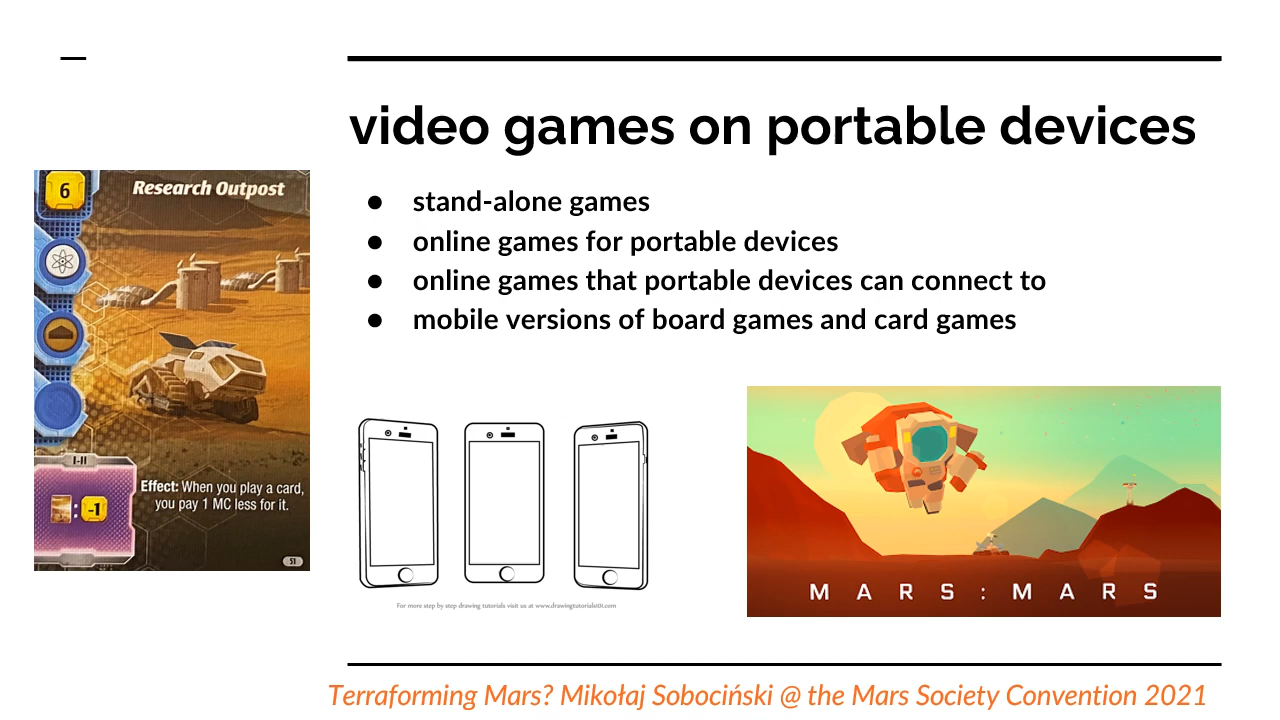 video games on portable devices
6
Research Outpost
● stand-alone games
● online games for portable devices
● online games that portable devices can connect to
● mobile versions of board games and card games
I-II
Effect: When you play a card,
you pay 1 MC less for it.
: -1
51
For more step by step drawing tutorials visit us at www.drawingtutorials101.com
MARS:MARS
Terraforming Mars? Mikołaj Sobociński @ the Mars Society Convention 2021